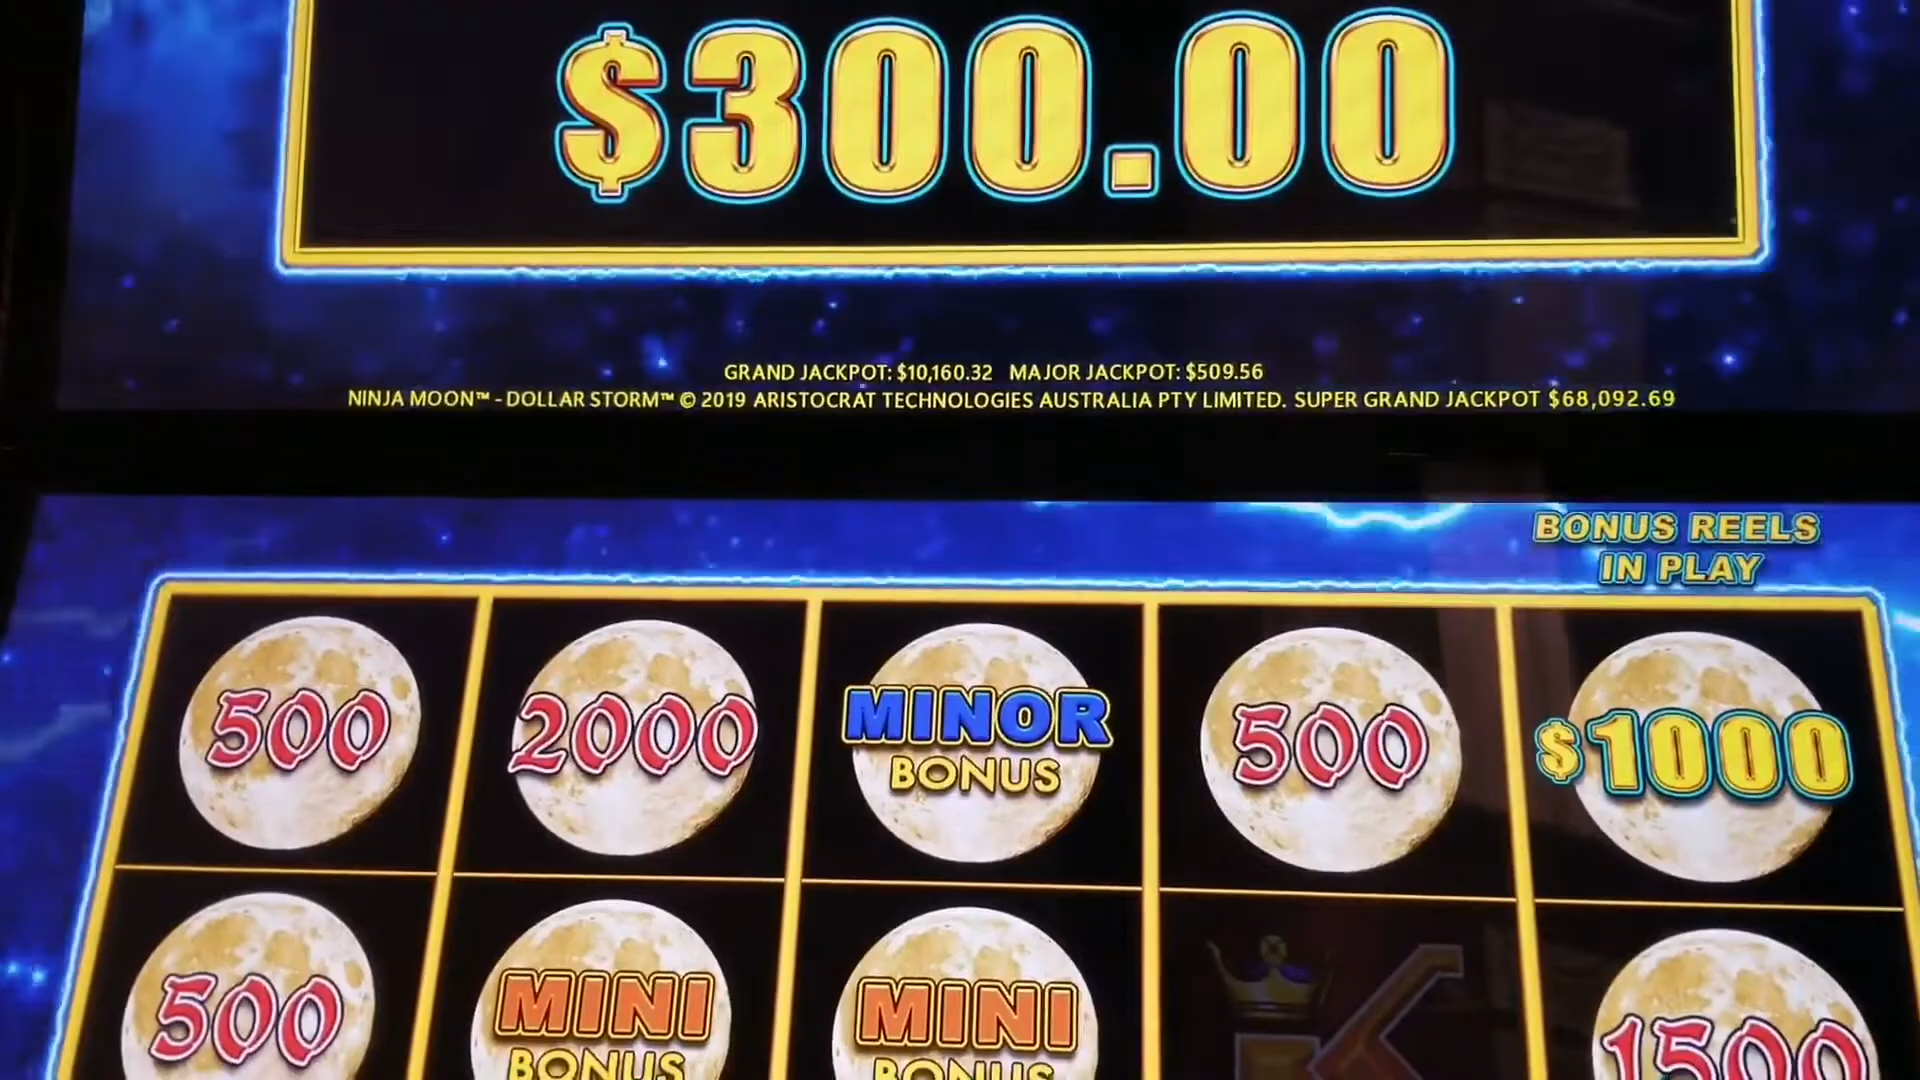 $300.00
GRAND JACKPOT: $10,160.32 MAJOR JACKPOT: $509.56
NINJA MOON™ - DOLLAR STORM™ © 2019 ARISTOCRAT TECHNOLOGIES AUSTRALIA PTY LIMITED. SUPER GRAND JACKPOT $68,092.69
BONUS REELS
IN PLAY
500
2000
MINOR
BONUS
500
$1000
500
MINI
BONUS
MINI
BONUS
K
1500